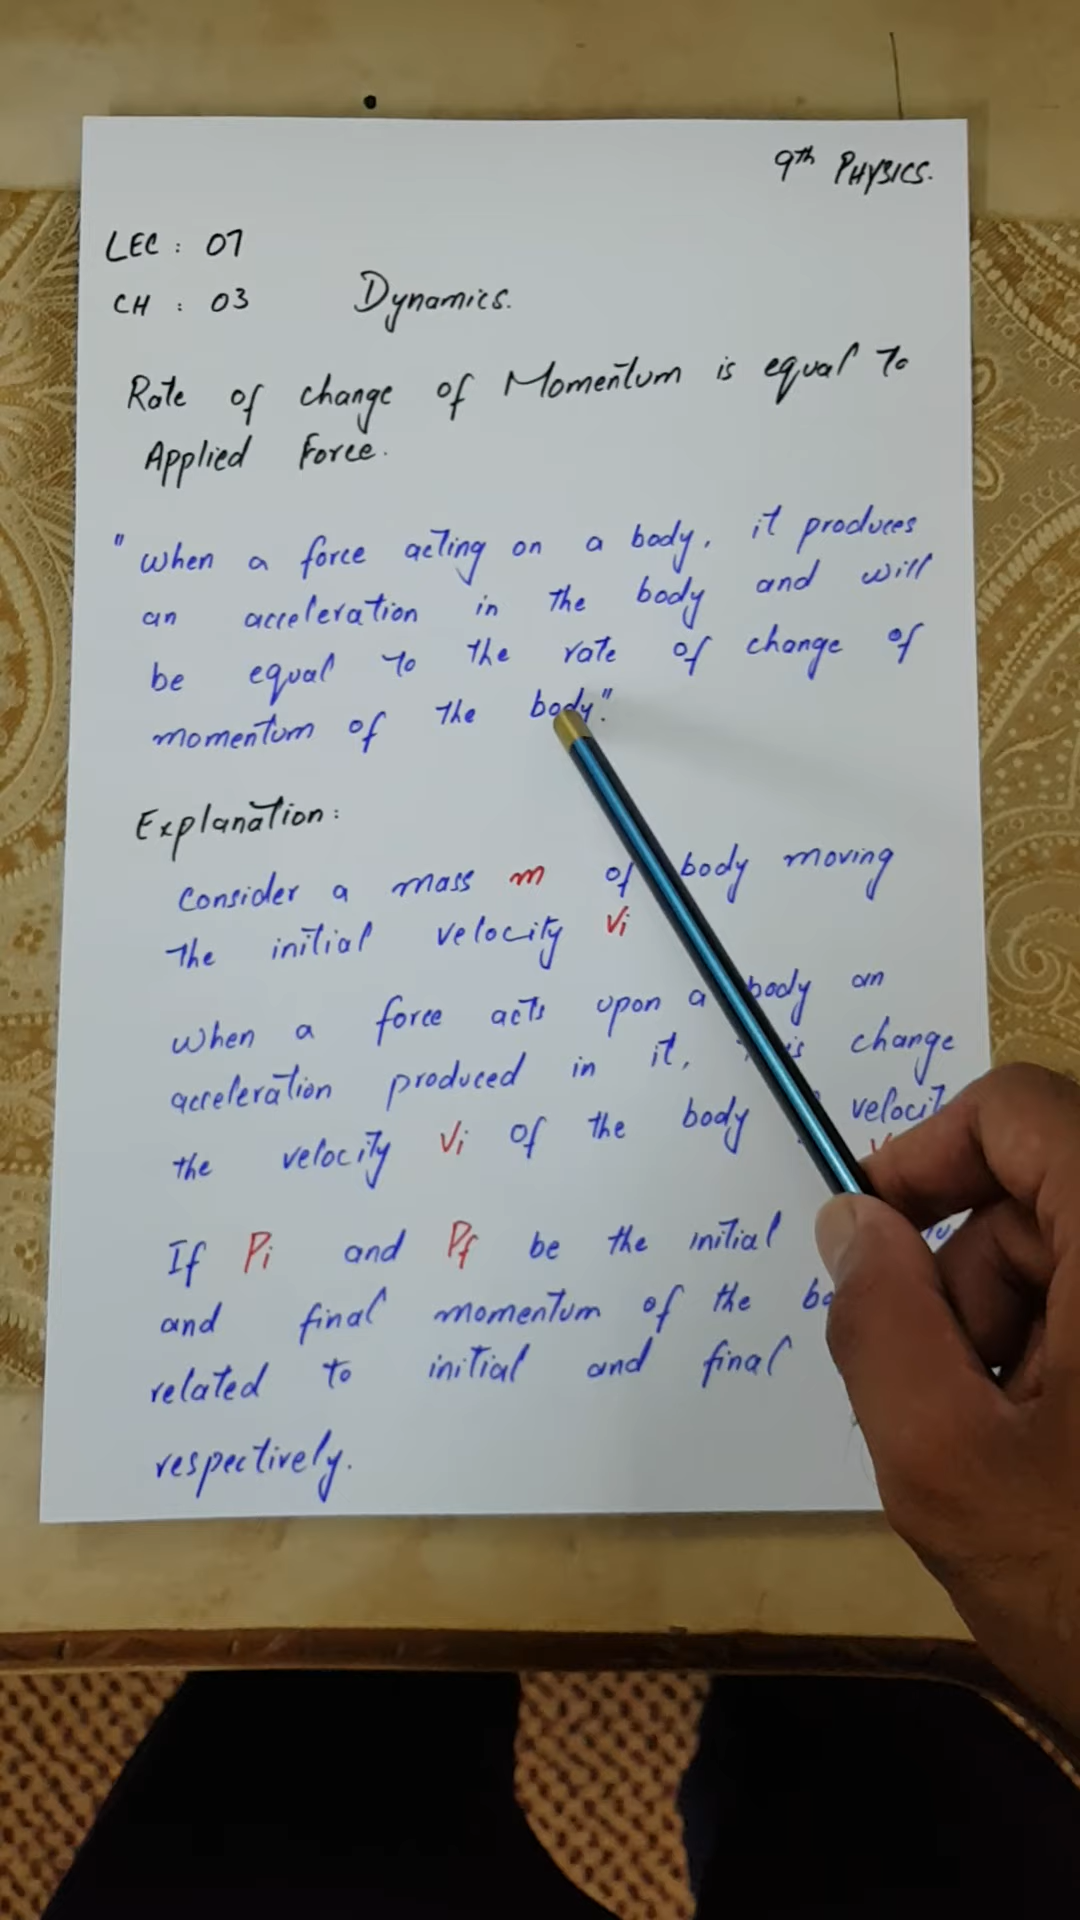 9th PHYSICS.
LEC : 07
CH : 03 Dynamics.
Rate of change of Momentum is equal to
Applied Force.
"When a force acting on a body, it produces
an acceleration in the body and will
be equal to the rate of change of
momentum of the body."
Explanation:
Consider a mass m of body moving
the initial velocity Vi
When a force acts upon a body an
acceleration produced in it, change
the velocity Vi of the body
If Pi and Pf be the initial
and final momentum of the
related to initial and final
respectively.